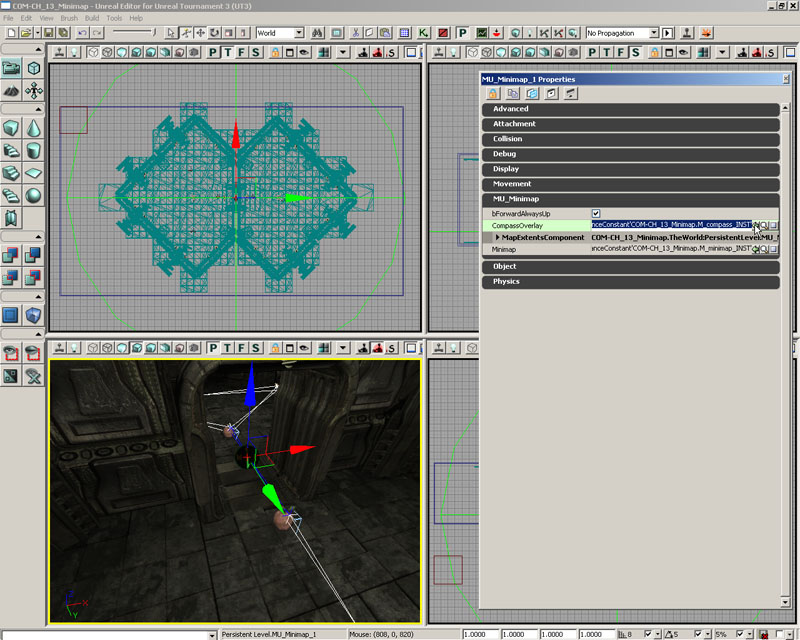 COM-CH_13_Minimap - Unreal Editor for Unreal Tournament 3 (UT3)
File Edit View Brush Build Tools Help
World
K
P
No Propagation
P T F S
P T F S
MU_Minimap_1 Properties
Advanced
Attachment
Collision
Debug
Display
Movement
MU_Minimap
bForwardAlwaysUp
CompassOverlay nceConstant'COM-CH_13_Minimap.M_compass_INST
MapExtentsComponent COM-CH_13_Minimap.TheWorld:PersistentLevel.MU_
Minimap nceConstant'COM-CH_13_Minimap.M_minimap_INST
Object
Physics
P T F S
Z
X
Y
Persistent Level.MU_Minimap_1
Mouse: (808, 0, 820)
1.0000 1.0000 1.0000 1.0000
8
5
5%